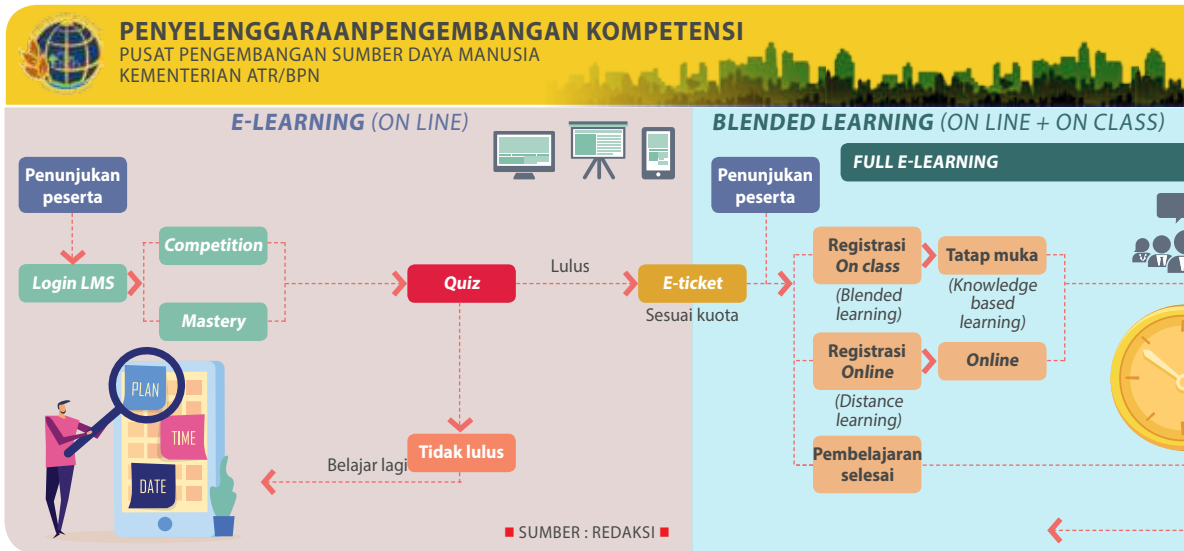 PENYELENGGARAANPENGEMBANGAN KOMPETENSI
PUSAT PENGEMBANGAN SUMBER DAYA MANUSIA
KEMENTERIAN ATR/BPN
E-LEARNING (ON LINE)
Penunjukan
peserta
Login LMS
Competition
Mastery
Quiz
Lulus
E-ticket
Sesuai kuota
Tidak lulus
Belajar lagi
PLAN
TIME
DATE
SUMBER : REDAKSI
BLENDED LEARNING (ON LINE + ON CLASS)
FULL E-LEARNING
Penunjukan
peserta
Registrasi
On class
(Blended
learning)
Tatap muka
(Knowledge
based
learning)
Registrasi
Online
(Distance
learning)
Online
Pembelajaran
selesai